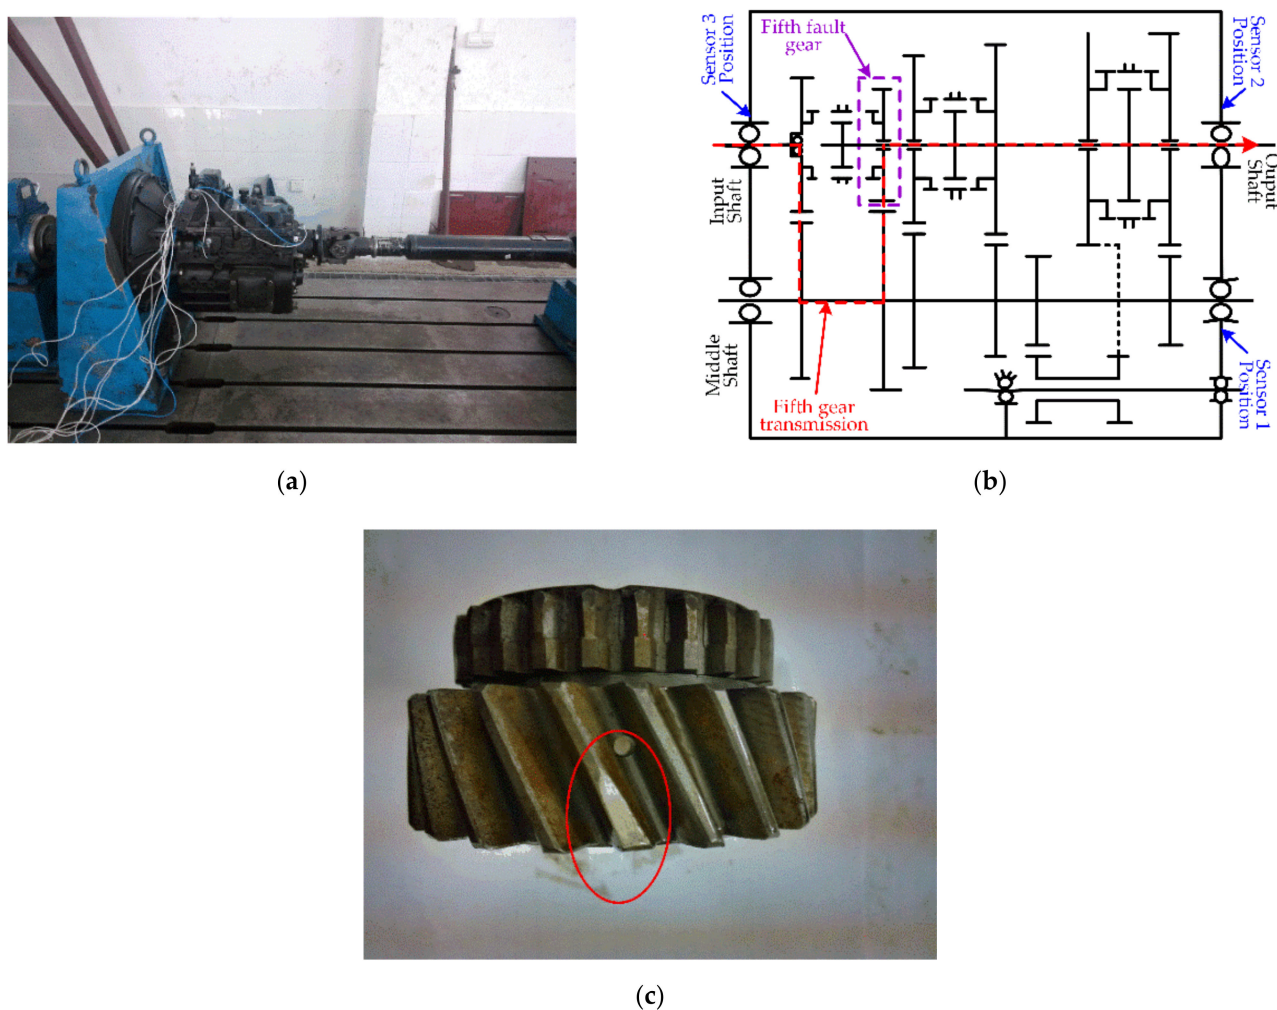 Sensor 3
Position
Fifth fault
gear
Sensor 2
Position
Input
Shaft
Ouput
Shaft
Middle
Shaft
Fifth gear
transmission
Sensor 1
Position
(a)
(b)
(c)